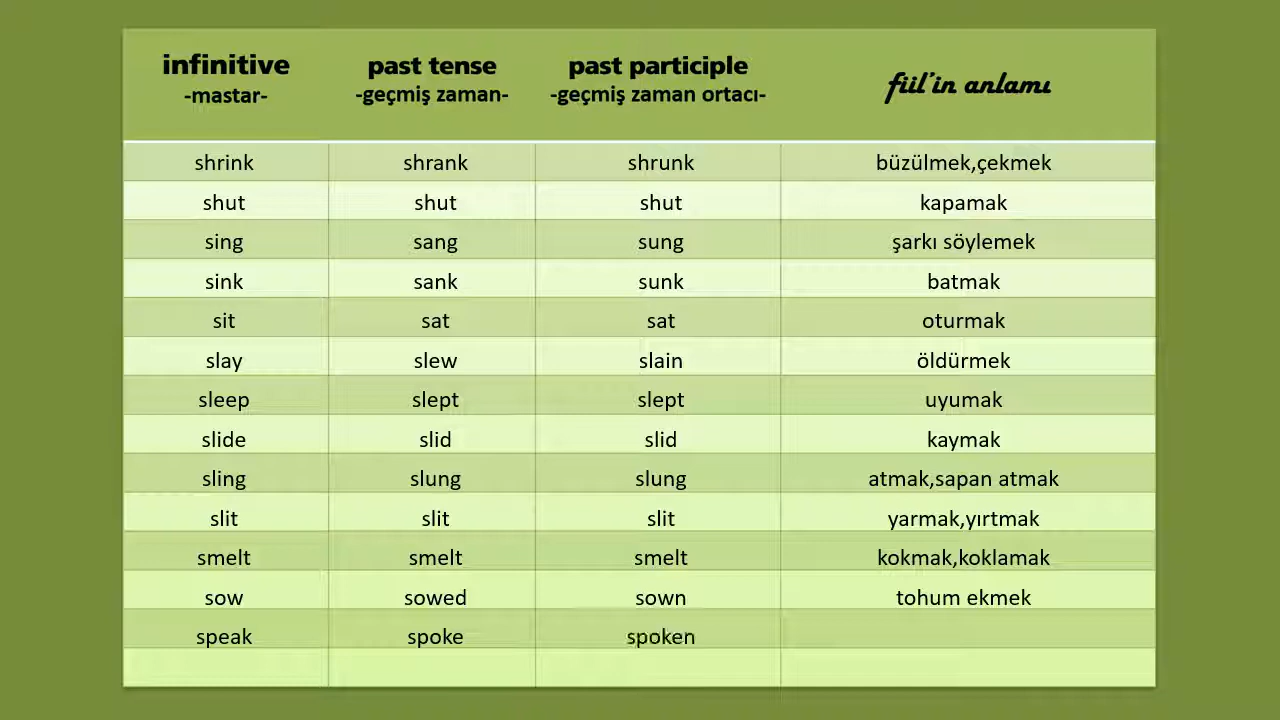 infinitive past tense past participle fiil'in anlamı
-mastar- -geçmiş zaman- -geçmiş zaman ortacı-
shrink shrank shrunk büzülmek,çekmek
shut shut shut kapamak
sing sang sung şarkı söylemek
sink sank sunk batmak
sit sat sat oturmak
slay slew slain öldürmek
sleep slept slept uyumak
slide slid slid kaymak
sling slung slung atmak,sapan atmak
slit slit slit yarmak,yırtmak
smelt smelt smelt kokmak,koklamak
sow sowed sown tohum ekmek
speak spoke spoken